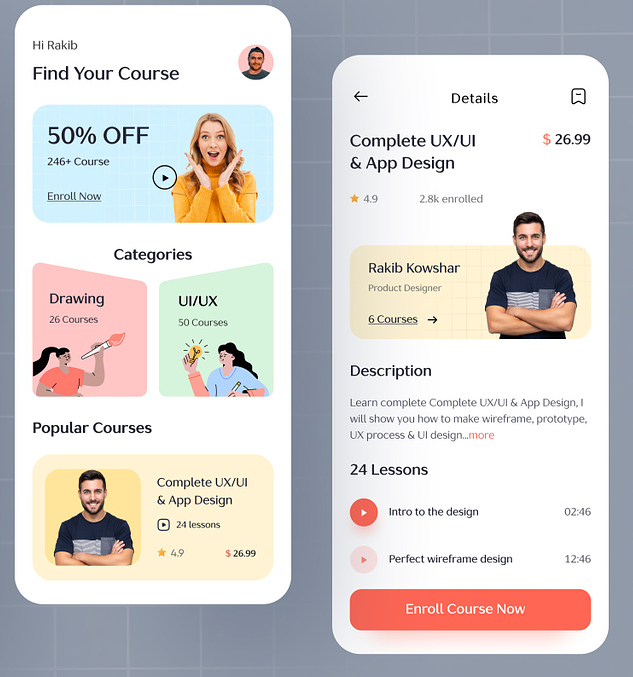 Hi Rakib
Find Your Course
50% OFF
246+ Course
Enroll Now
Categories
Drawing
26 Courses
UI/UX
50 Courses
Popular Courses
Complete UX/UI
& App Design
24 lessons
4.9
$ 26.99
Details
Complete UX/UI
& App Design
$ 26.99
4.9
2.8k enrolled
Rakib Kowshar
Product Designer
6 Courses
Description
Learn complete Complete UX/UI & App Design, I
will show you how to make wireframe, prototype,
UX process & UI design...more
24 Lessons
Intro to the design
02:46
Perfect wireframe design
12:46
Enroll Course Now